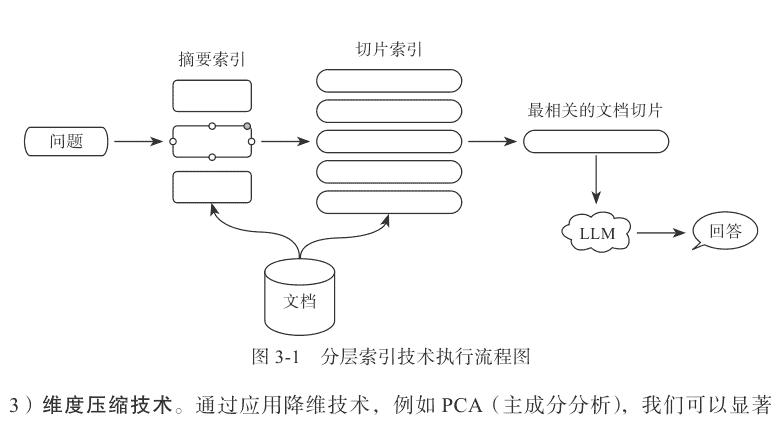 摘要索引
切片索引
最相关的文档切片
问题
LLM
回答
文档
图 3-1 分层索引技术执行流程图
3）维度压缩技术。通过应用降维技术，例如 PCA（主成分分析），我们可以显著